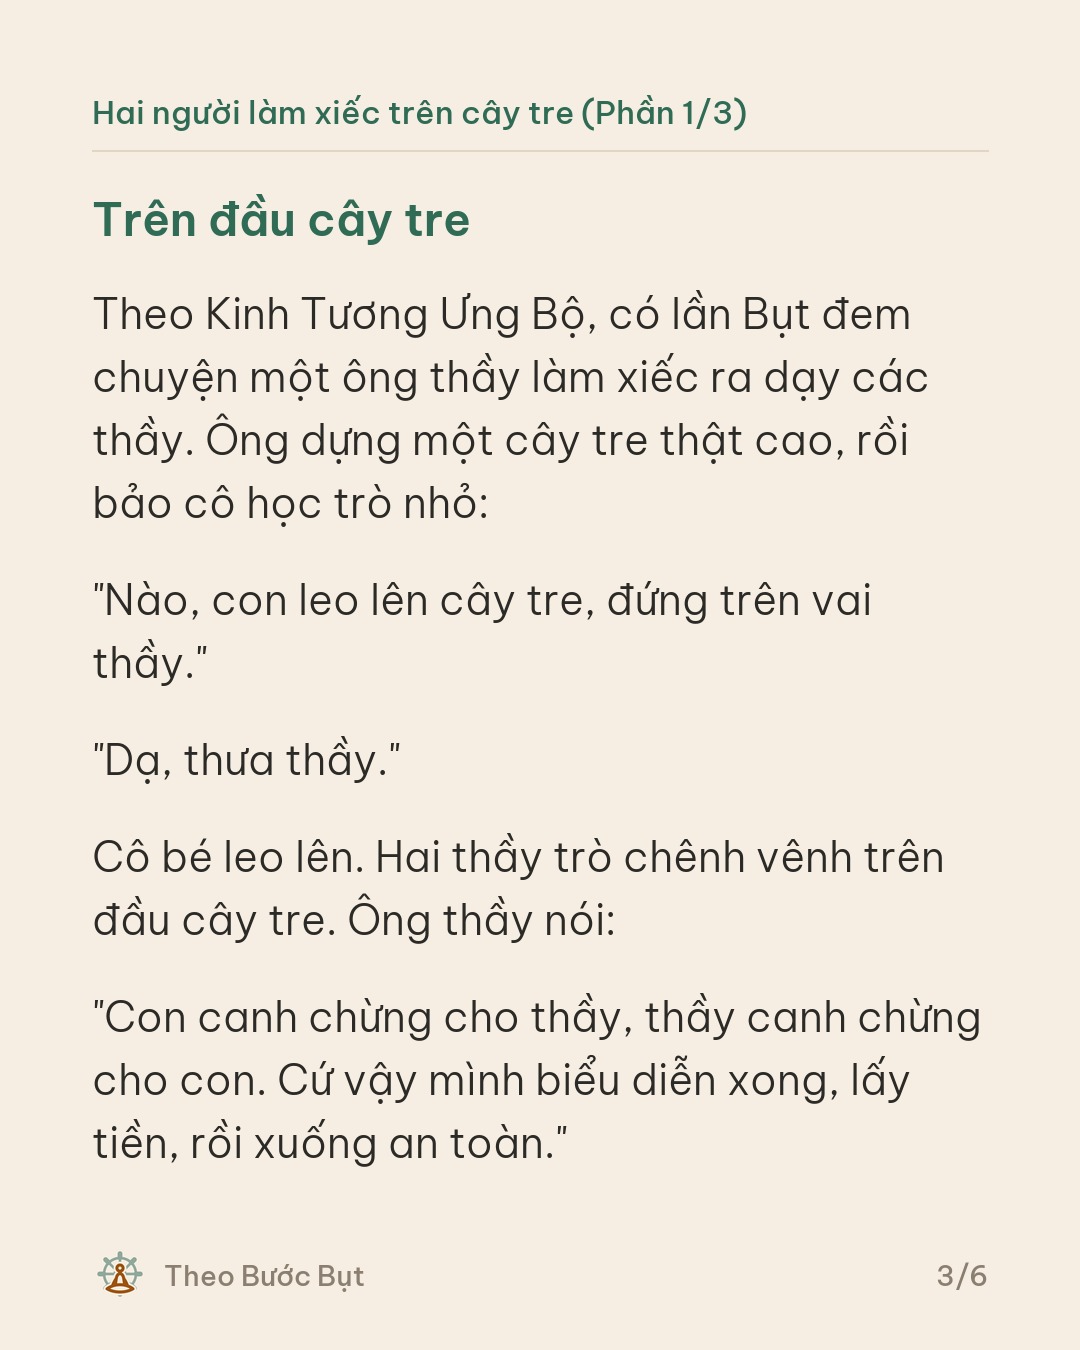 Hai người làm xiếc trên cây tre (Phần 1/3)
Trên đầu cây tre
Theo Kinh Tương Ưng Bộ, có lần Bụt đem
chuyện một ông thầy làm xiếc ra dạy các
thầy. Ông dựng một cây tre thật cao, rồi
bảo cô học trò nhỏ:
"Nào, con leo lên cây tre, đứng trên vai
thầy."
"Dạ, thưa thầy."
Cô bé leo lên. Hai thầy trò chênh vênh trên
đầu cây tre. Ông thầy nói:
"Con canh chừng cho thầy, thầy canh chừng
cho con. Cứ vậy mình biểu diễn xong, lấy
tiền, rồi xuống an toàn."
Theo Bước Bụt
3/6